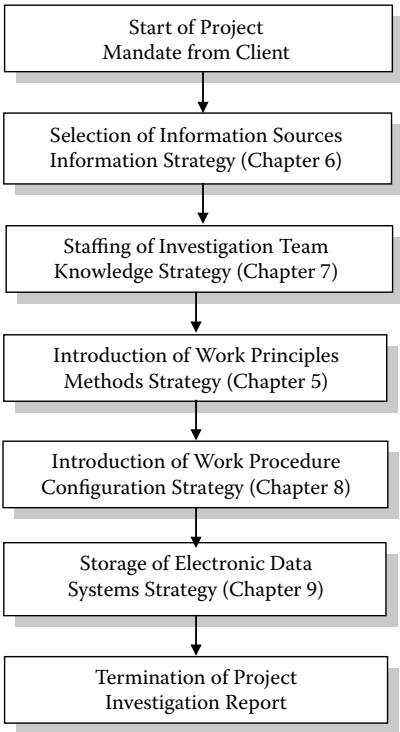 Start of Project
Mandate from Client
Selection of Information Sources
Information Strategy (Chapter 6)
Staffing of Investigation Team
Knowledge Strategy (Chapter 7)
Introduction of Work Principles
Methods Strategy (Chapter 5)
Introduction of Work Procedure
Configuration Strategy (Chapter 8)
Storage of Electronic Data
Systems Strategy (Chapter 9)
Termination of Project
Investigation Report